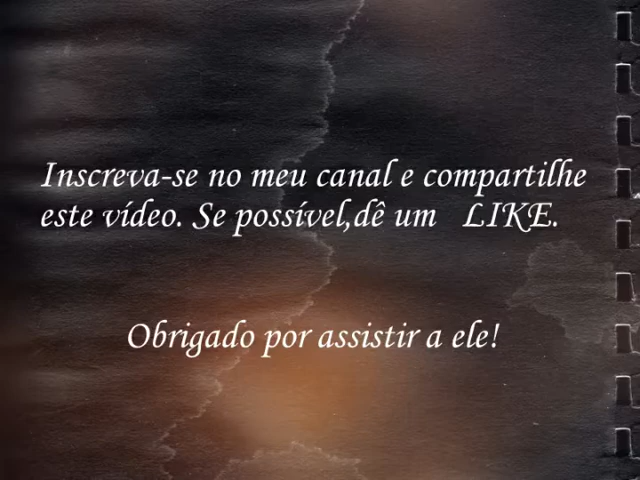 Inscreva-se no meu canal e compartilhe
este vídeo. Se possível,dê um LIKE.
Obrigado por assistir a ele!